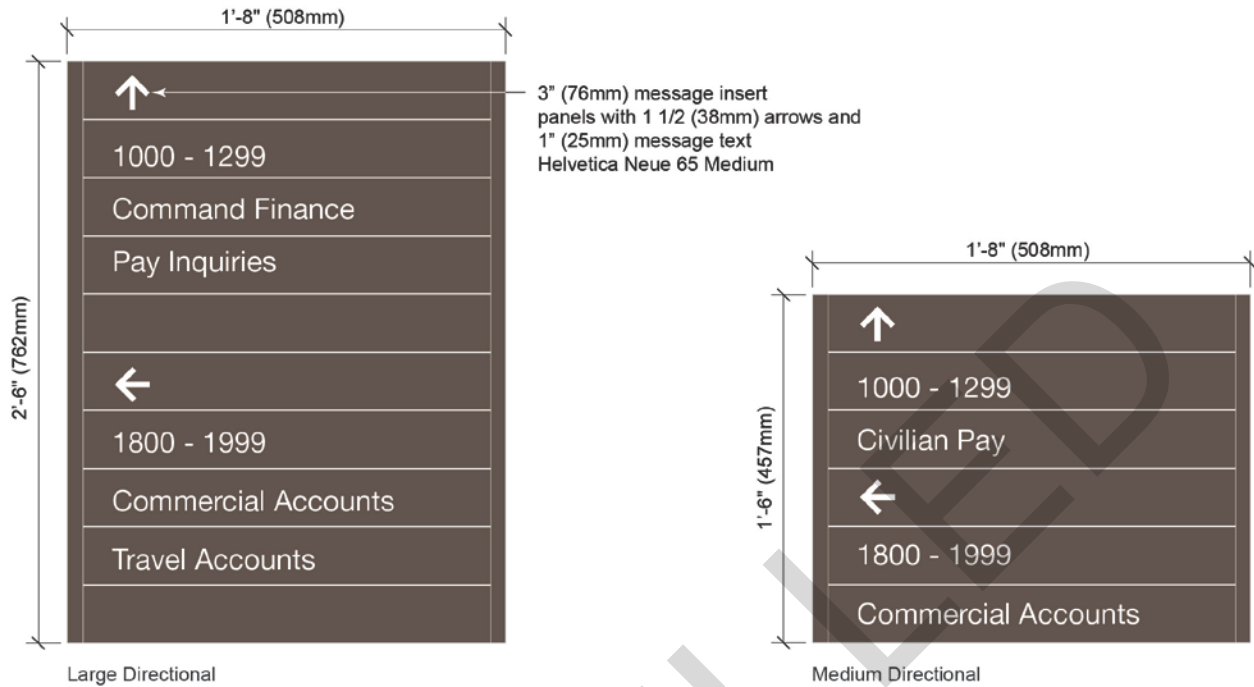 1'-8" (508mm)
3" (76mm) message insert
panels with 1 1/2 (38mm) arrows and
1" (25mm) message text
Helvetica Neue 65 Medium
2'-6" (762mm)
↑
1000 - 1299
Command Finance
Pay Inquiries
←
1800 - 1999
Commercial Accounts
Travel Accounts
Large Directional
1'-8" (508mm)
1'-6" (457mm)
↑
1000 - 1299
Civilian Pay
←
1800 - 1999
Commercial Accounts
Medium Directional